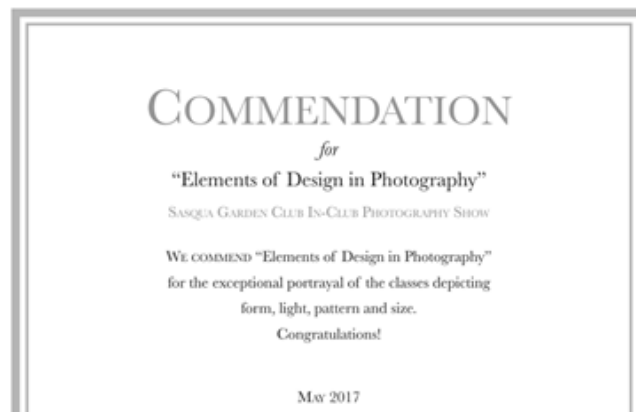 COMMENDATION
for
“Elements of Design in Photography”
SASQUA GARDEN CLUB IN-CLUB PHOTOGRAPHY SHOW
WE COMMEND “Elements of Design in Photography”
for the exceptional portrayal of the classes depicting
form, light, pattern and size.
Congratulations!
MAY 2017